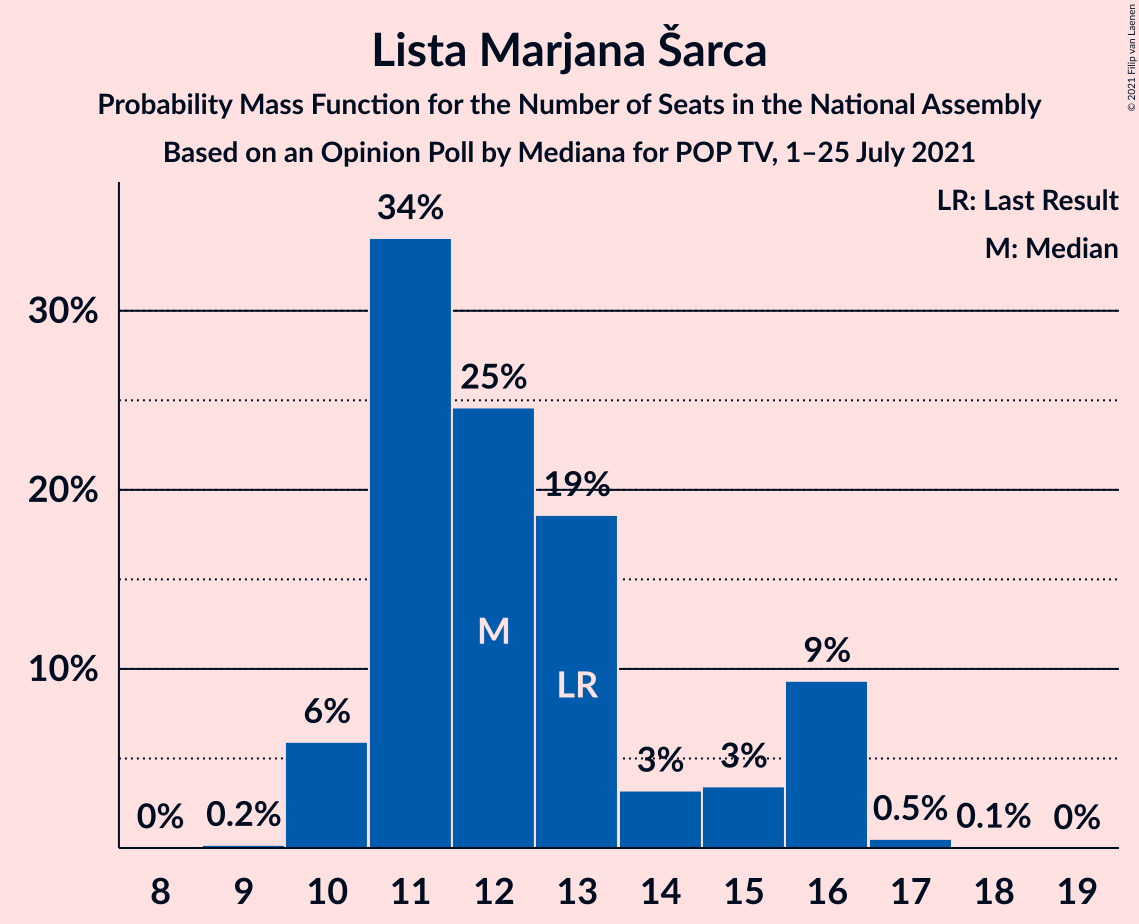 Lista Marjana Šarca
Probability Mass Function for the Number of Seats in the National Assembly
Based on an Opinion Poll by Mediana for POP TV, 1–25 July 2021
© 2021 Filip van Laenen
LR: Last Result
M: Median
30%
20%
10%
0%
0.2%
6%
34%
25%
19%
3%
3%
9%
0.5%
0.1%
0%
M
LR
8 9 10 11 12 13 14 15 16 17 18 19